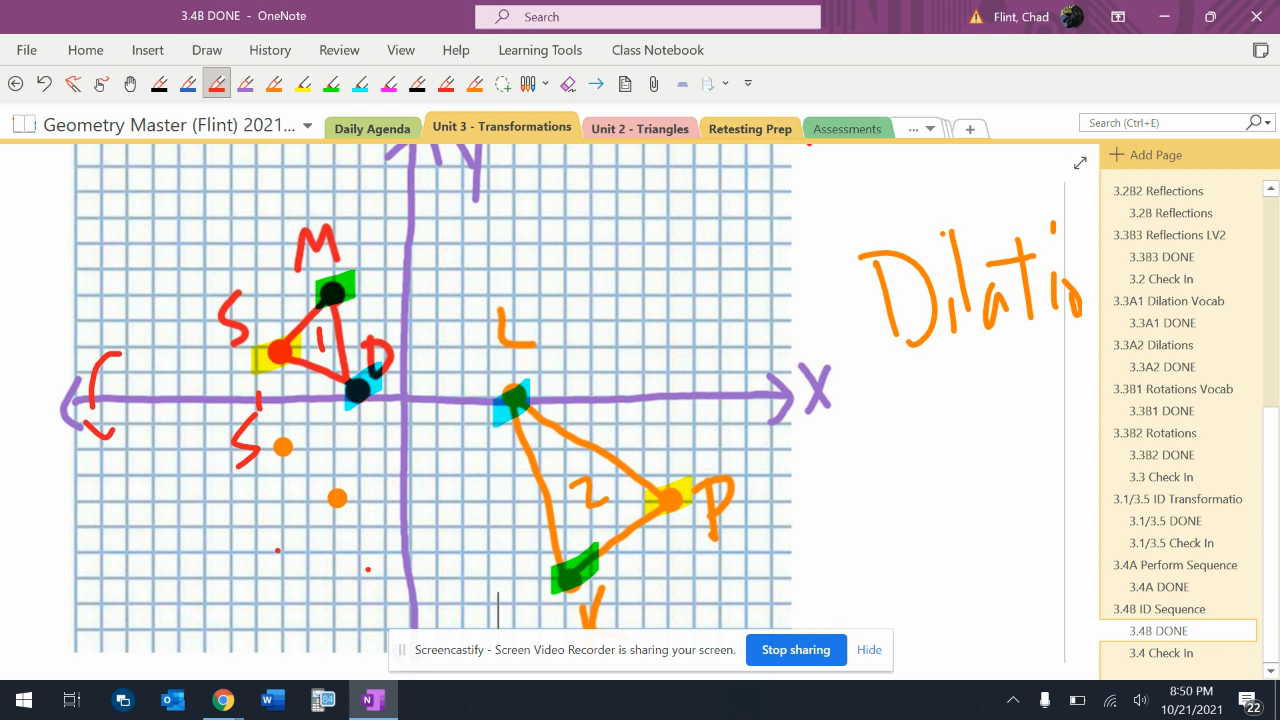 3.4B DONE - OneNote
Search
Flint, Chad
File Home Insert Draw History Review View Help Learning Tools Class Notebook
Geometry Master (Flint) 2021...
Daily Agenda
Unit 3 - Transformations
Unit 2 - Triangles
Retesting Prep
Assessments
...
Search (Ctrl+E)
Add Page
3.2B2 Reflections
3.2B Reflections
3.3B3 Reflections LV2
3.3B3 DONE
3.2 Check In
3.3A1 Dilation Vocab
3.3A1 DONE
3.3A2 Dilations
3.3A2 DONE
3.3B1 Rotations Vocab
3.3B1 DONE
3.3B2 Rotations
3.3B2 DONE
3.3 Check In
3.1/3.5 ID Transformatio
3.1/3.5 DONE
3.1/3.5 Check In
3.4A Perform Sequence
3.4A DONE
3.4B ID Sequence
3.4B DONE
3.4 Check In
y
M
S
1
D
L
X
S'
2
P
V
Dilatio
Screencastify - Screen Video Recorder is sharing your screen.
Stop sharing
Hide
84
8:50 PM
10/21/2021
22